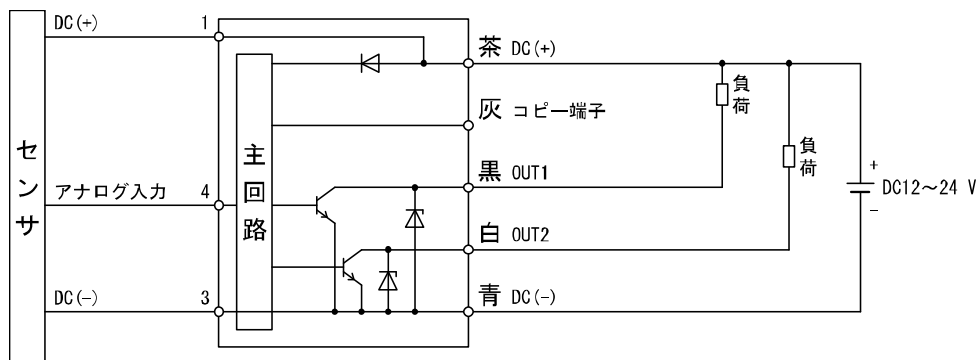 DC(+)
1
茶 DC(+)
灰 コピー端子
負荷
負荷
センサ
主回路
黒 OUT1
アナログ入力
4
+
DC12～24 V
−
白 OUT2
DC(−)
3
青 DC(−)